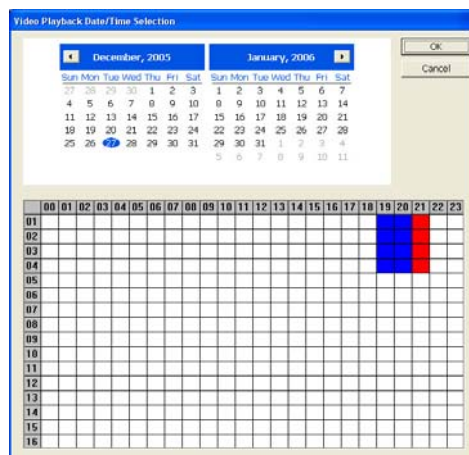 Video Playback Date/Time Selection
December, 2005
January, 2006
OK
Cancel
Sun Mon Tue Wed Thu Fri Sat
27 28 29 30 1 2 3
4 5 6 7 8 9 10
11 12 13 14 15 16 17
18 19 20 21 22 23 24
25 26 27 28 29 30 31
Sun Mon Tue Wed Thu Fri Sat
1 2 3 4 5 6 7
8 9 10 11 12 13 14
15 16 17 18 19 20 21
22 23 24 25 26 27 28
29 30 31 1 2 3 4
5 6 7 8 9 10 11
00 01 02 03 04 05 06 07 08 09 10 11 12 13 14 15 16 17 18 19 20 21 22 23
01
02
03
04
05
06
07
08
09
10
11
12
13
14
15
16